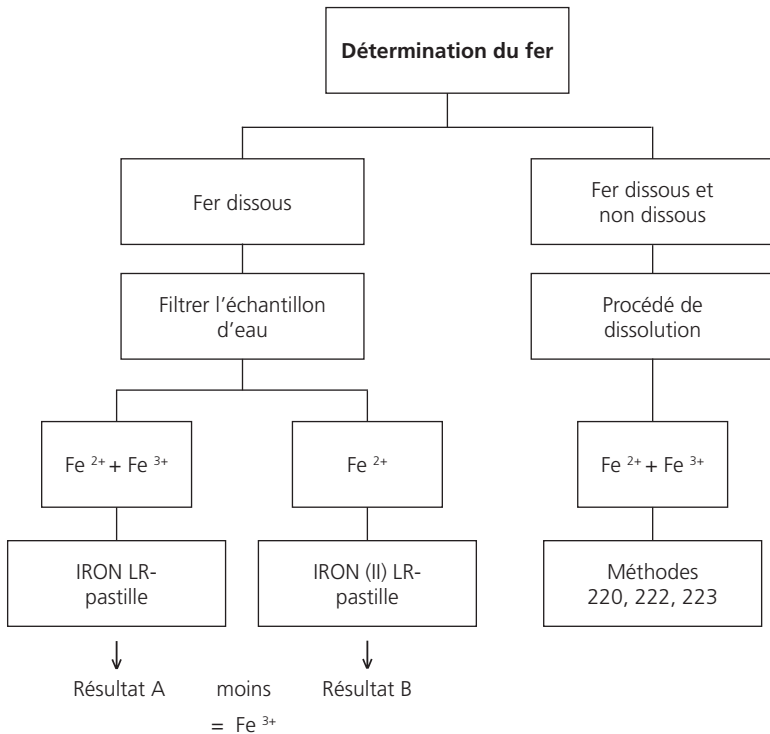 Détermination du fer
Fer dissous
Fer dissous et
non dissous
Filtrer l'échantillon
d'eau
Procédé de
dissolution
Fe 2+ + Fe 3+
Fe 2+
Fe 2+ + Fe 3+
IRON LR-
pastille
IRON (II) LR-
pastille
Méthodes
220, 222, 223
Résultat A moins Résultat B
= Fe 3+